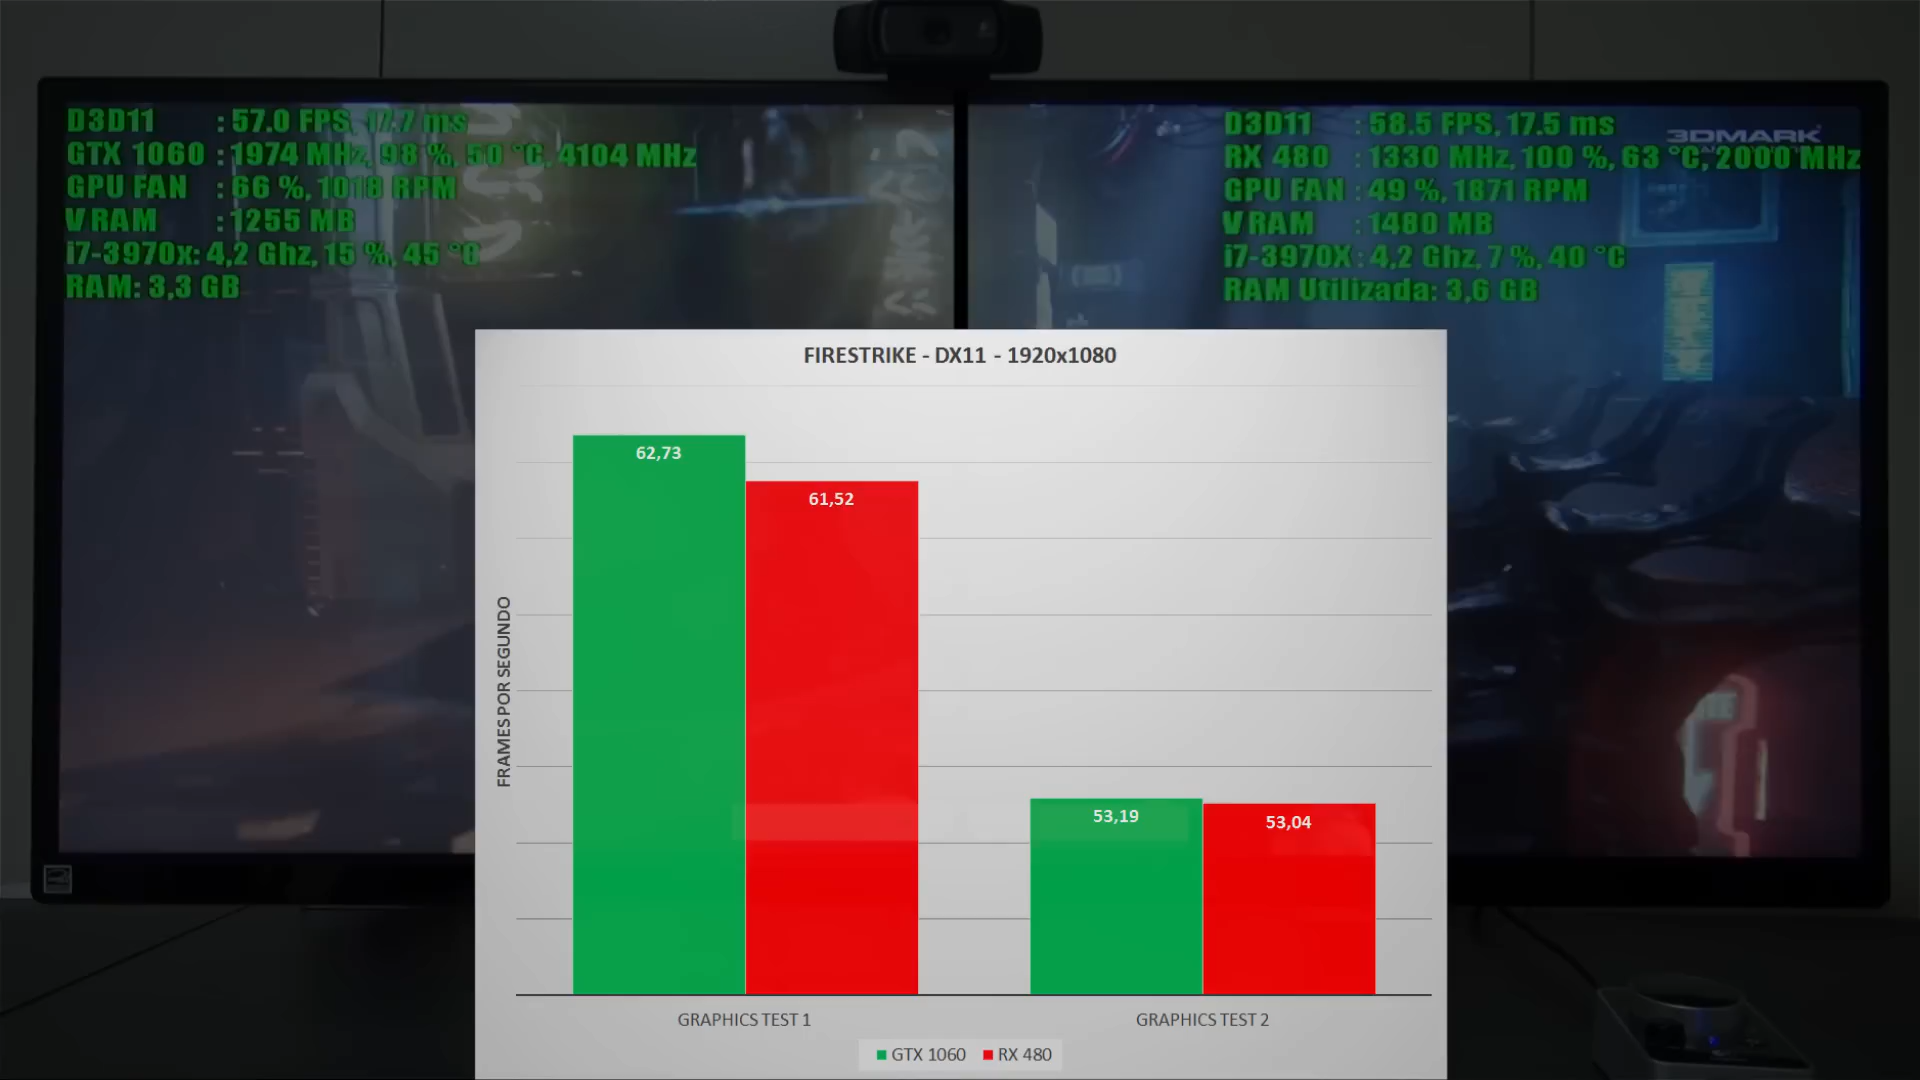 D3D11 : 57.0 FPS, 17.7 ms
GTX 1060 : 1974 MHz, 98 %, 50 °C, 4104 MHz
GPU FAN : 66 %, 1018 RPM
VRAM : 1255 MB
i7-3970x: 4,2 Ghz, 15 %, 45 °C
RAM: 3,3 GB
D3D11 : 58.5 FPS, 17.5 ms
3DMARK
RX 480 : 1330 MHz, 100 %, 63 °C, 2000 MHz
GPU FAN : 49 %, 1871 RPM
VRAM : 1480 MB
i7-3970X : 4,2 Ghz, 7 %, 40 °C
RAM Utilizada: 3,6 GB
FIRESTRIKE - DX11 - 1920x1080
FRAMES POR SEGUNDO
62,73
61,52
53,19
53,04
GRAPHICS TEST 1
GRAPHICS TEST 2
GTX 1060
RX 480